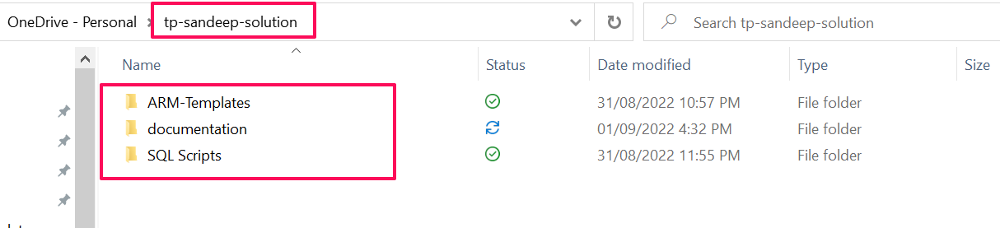 OneDrive - Personal tp-sandeep-solution Search tp-sandeep-solution
Name Status Date modified Type Size
ARM-Templates 31/08/2022 10:57 PM File folder
documentation 01/09/2022 4:32 PM File folder
SQL Scripts 31/08/2022 11:55 PM File folder